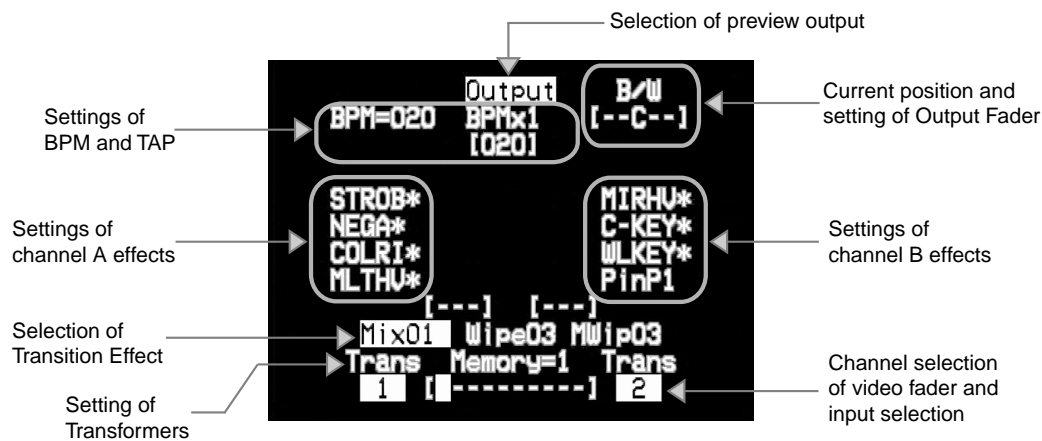 Selection of preview output
Output
B/W
[--C--]
Current position and
setting of Output Fader
Settings of
BPM and TAP
BPM=020 BPMx1
[020]
Settings of
channel A effects
STROB*
NEGA*
COLRI*
MLTHV*
MIRHV*
C-KEY*
WLKEY*
PinP1
Settings of
channel B effects
[---] [---]
Selection of
Transition Effect
Mix01 Wipe03 MWip03
Trans Memory=1 Trans
1 [ ---------] 2
Setting of
Transformers
Channel selection
of video fader and
input selection